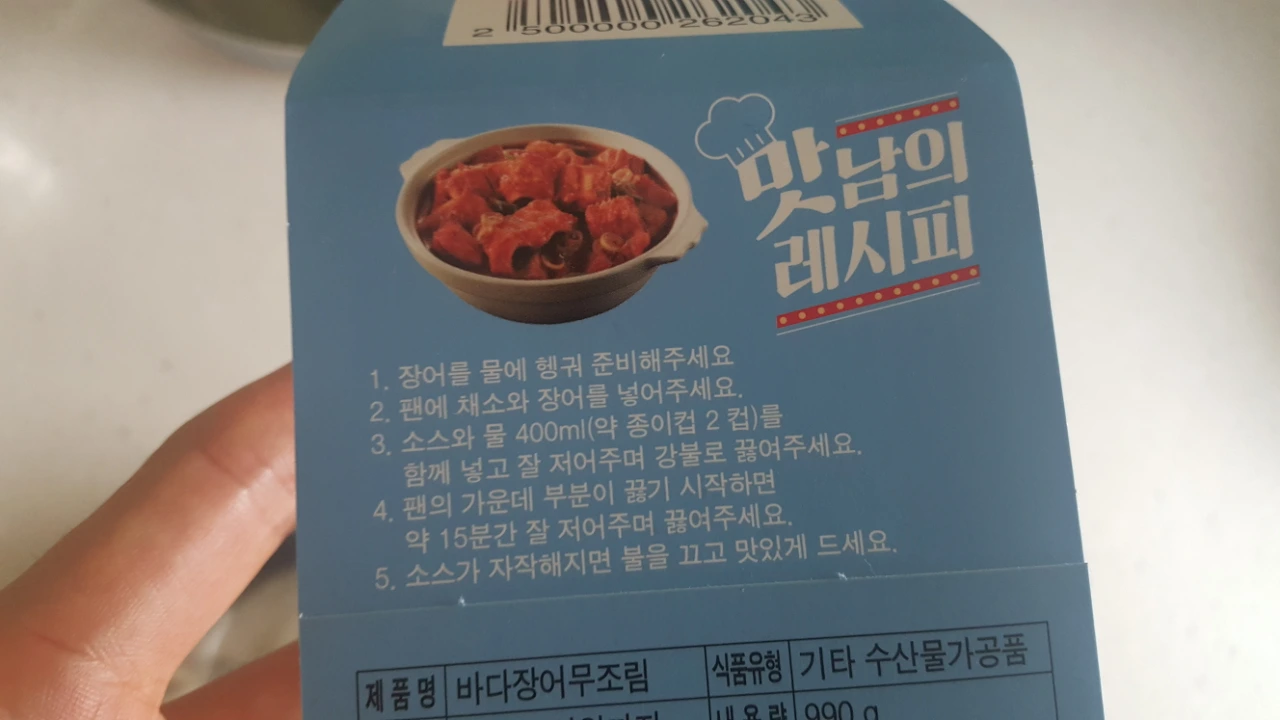 2 500000 262043
맛남의
레시피
1. 장어를 물에 헹궈 준비해주세요
2. 팬에 채소와 장어를 넣어주세요.
3. 소스와 물 400ml(약 종이컵 2 컵)를
함께 넣고 잘 저어주며 강불로 끓여주세요.
4. 팬의 가운데 부분이 끓기 시작하면
약 15분간 잘 저어주며 끓여주세요.
5. 소스가 자작해지면 불을 끄고 맛있게 드세요.
제품명 바다장어무조림 식품유형 기타 수산물가공품
내용량 990 g